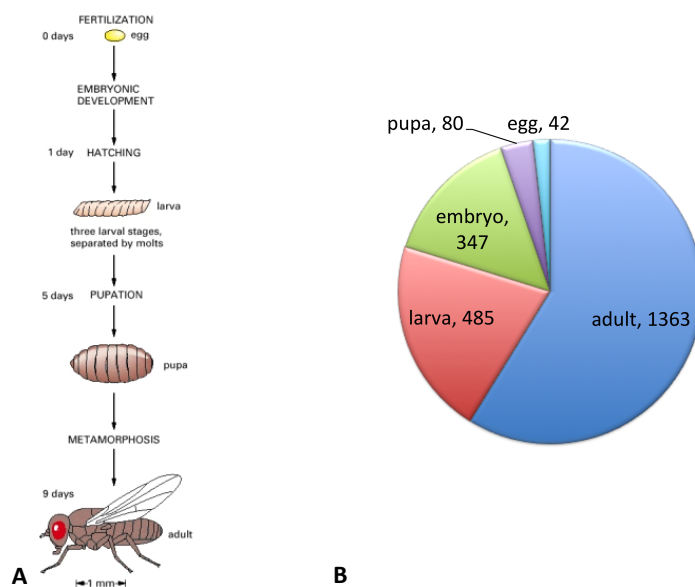 FERTILIZATION
0 days
egg
EMBRYONIC
DEVELOPMENT
1 day
HATCHING
larva
three larval stages,
separated by molts
5 days
PUPATION
pupa
METAMORPHOSIS
9 days
adult
1 mm
A
pupa, 80
egg, 42
embryo,
347
larva, 485
adult, 1363
B